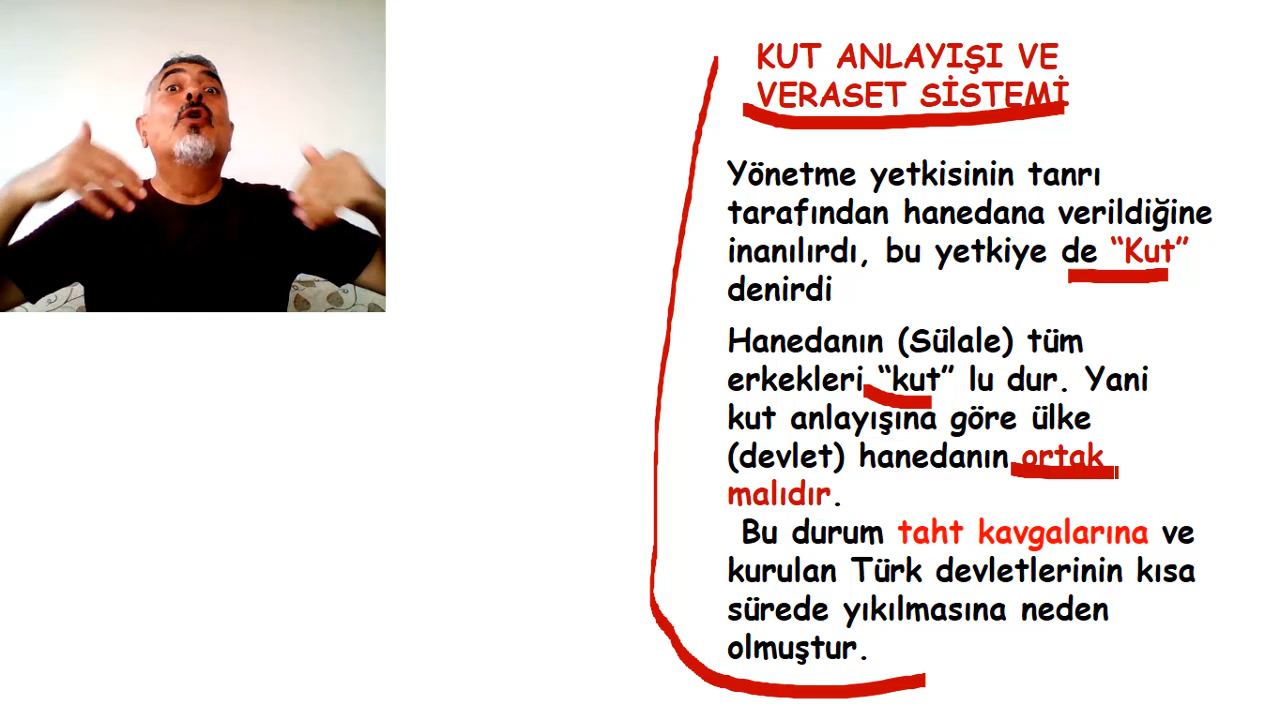 KUT ANLAYIŞI VE
VERASET SİSTEMİ
Yönetme yetkisinin tanrı
tarafından hanedana verildiğine
inanılırdı, bu yetkiye de “Kut”
denirdi
Hanedanın (Sülale) tüm
erkekleri “kut” lu dur. Yani
kut anlayışına göre ülke
(devlet) hanedanın ortak
malıdır.
Bu durum taht kavgalarına ve
kurulan Türk devletlerinin kısa
sürede yıkılmasına neden
olmuştur.